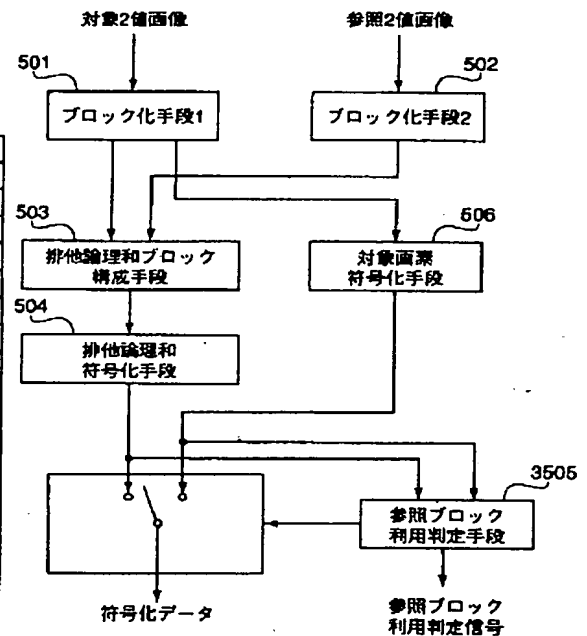 対象2値画像
参照2値画像
501
502
ブロック化手段1
ブロック化手段2
503
506
排他論理和ブロック
構成手段
対象画素
符号化手段
504
排他論理和
符号化手段
3505
参照ブロック
利用判定手段
符号化データ
参照ブロック
利用判定信号